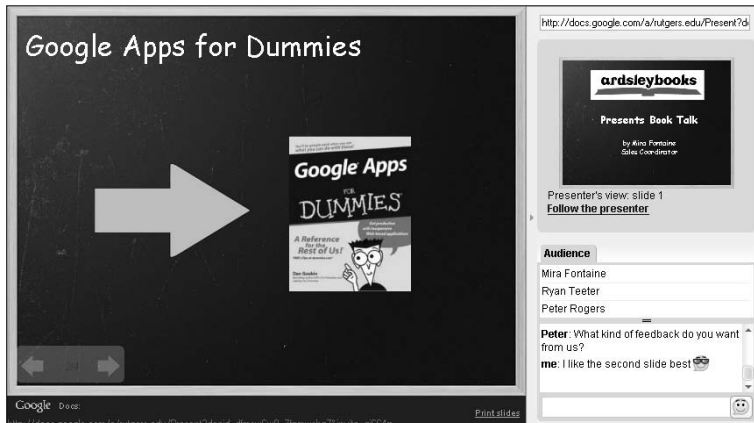 Google Apps for Dummies
Google Apps
FOR
DUMMIES
A Reference
for the
Rest of Us!
2/4
Google Docs:
Print slides
http://docs.google.com/a/rutgers.edu/Present?d
ardsleybooks
Presents Book Talk
by Mira Fontaine
Sales Coordinator
Presenter's view: slide 1
Follow the presenter
Audience
Mira Fontaine
Ryan Teeter
Peter Rogers
Peter: What kind of feedback do you want
from us?
me: I like the second slide best